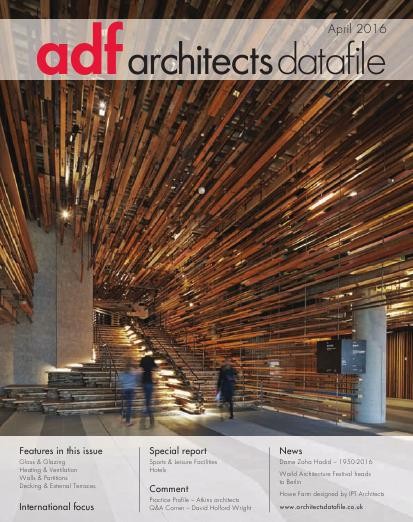 April 2016
adf architects datafile
Features in this issue
Glass & Glazing
Heating & Ventilation
Walls & Partitions
Decking & External Terraces
International focus
Special report
Sports & Leisure Facilities
Hotels
Comment
Practice Profile – Atkins architects
Q&A Corner – David Holford Wright
News
Dame Zaha Hadid – 1950-2016
World Architecture Festival heads
to Berlin
Howe Farm designed by IPT Architects
www.architectsdatafile.co.uk